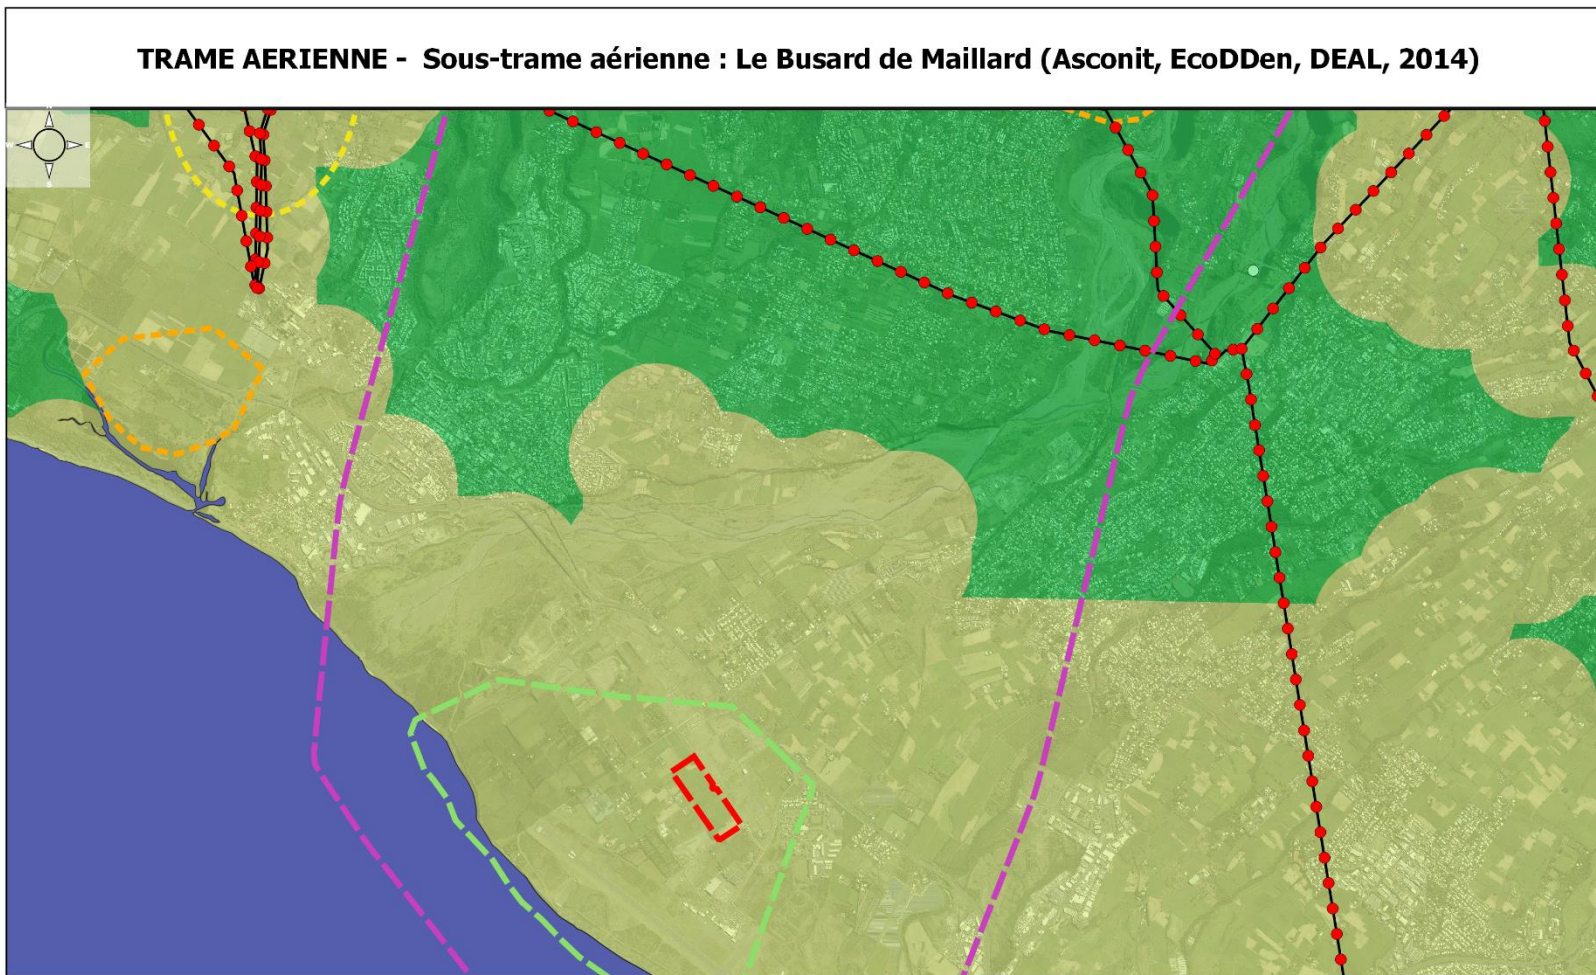 TRAME AERIENNE - Sous-trame aérienne : Le Busard de Maillard (Asconit, EcoDDen, DEAL, 2014)
W
E
S